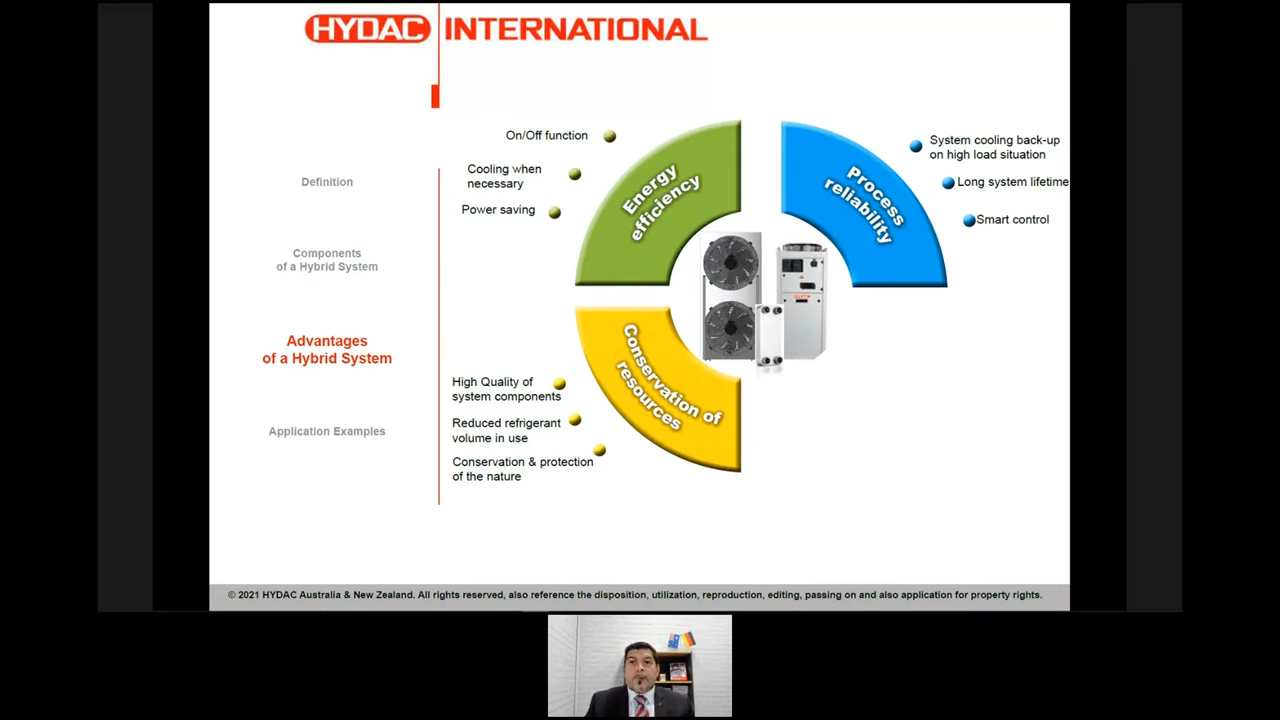 HYDAC INTERNATIONAL
Definition
Components
of a Hybrid System
Advantages
of a Hybrid System
Application Examples
On/Off function
Cooling when
necessary
Power saving
Energy
efficiency
Process
reliability
System cooling back-up
on high load situation
Long system lifetime
Smart control
Conservation of
resources
High Quality of
system components
Reduced refrigerant
volume in use
Conservation & protection
of the nature
© 2021 HYDAC Australia & New Zealand. All rights reserved, also reference the disposition, utilization, reproduction, editing, passing on and also application for property rights.